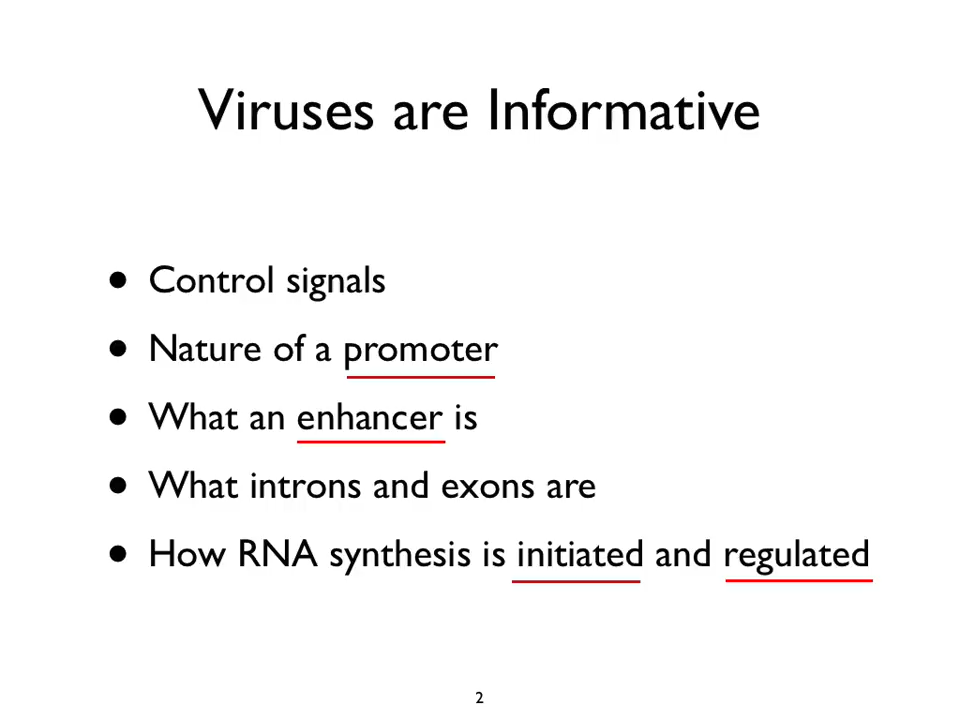 Viruses are Informative
• Control signals
• Nature of a promoter
• What an enhancer is
• What introns and exons are
• How RNA synthesis is initiated and regulated
2